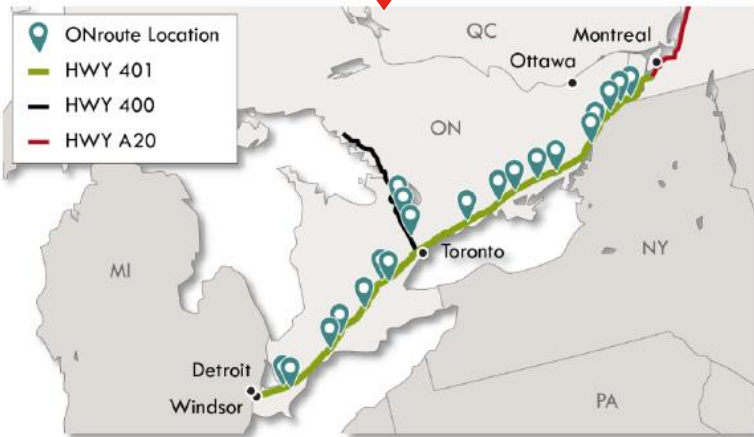 ONroute Location
HWY 401
HWY 400
HWY A20
QC
Montreal
Ottawa
ON
Toronto
MI
NY
Detroit
Windsor
PA